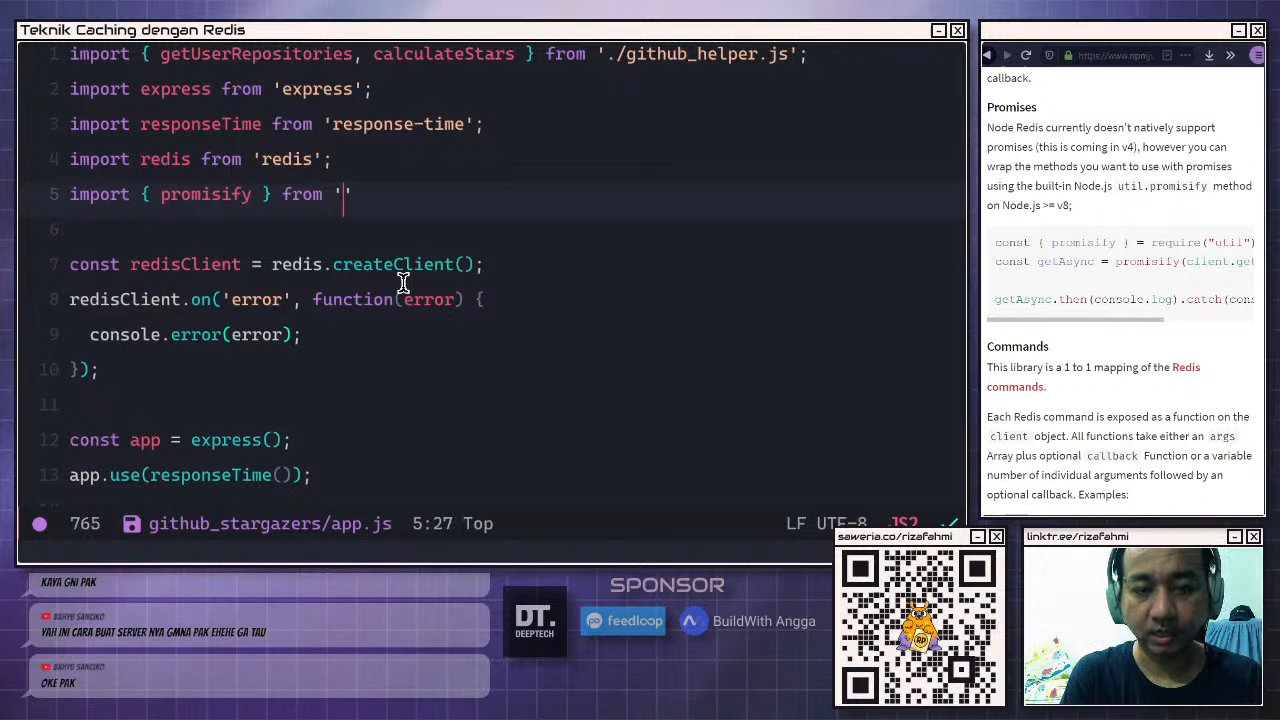 Teknik Caching dengan Redis
1 import { getUserRepositories, calculateStars } from './github_helper.js';
2 import express from 'express';
3 import responseTime from 'response-time';
4 import redis from 'redis';
5 import { promisify } from ''
6
7 const redisClient = redis.createClient();
8 redisClient.on('error', function(error) {
9 console.error(error);
10 });
11
12 const app = express();
13 app.use(responseTime());
765 github_stargazers/app.js 5:27 Top LF UTF-8 JS2
https://www.npmj
callback.
Promises
Node Redis currently doesn't natively support
promises (this is coming in v4), however you can
wrap the methods you want to use with promises
using the built-in Node.js util.promisify method
on Node.js >= v8;
const { promisify } = require("util")
const getAsync = promisify(client.get
getAsync.then(console.log).catch(cons
Commands
This library is a 1 to 1 mapping of the Redis
commands.
Each Redis command is exposed as a function on the
client object. All functions take either an args
Array plus optional callback Function or a variable
number of individual arguments followed by an
optional callback. Examples:
KAYA GNI PAK
BAHYU SANCIKO
YAH INI CARA BUAT SERVER NYA GMNA PAK EHEHE GA TAU
BAHYU SANCIKO
OKE PAK
SPONSOR
DT.
DEEPTECH
feedloop
BuildWith Angga
saweria.co/rizafahmi
RP
linktr.ee/rizafahmi